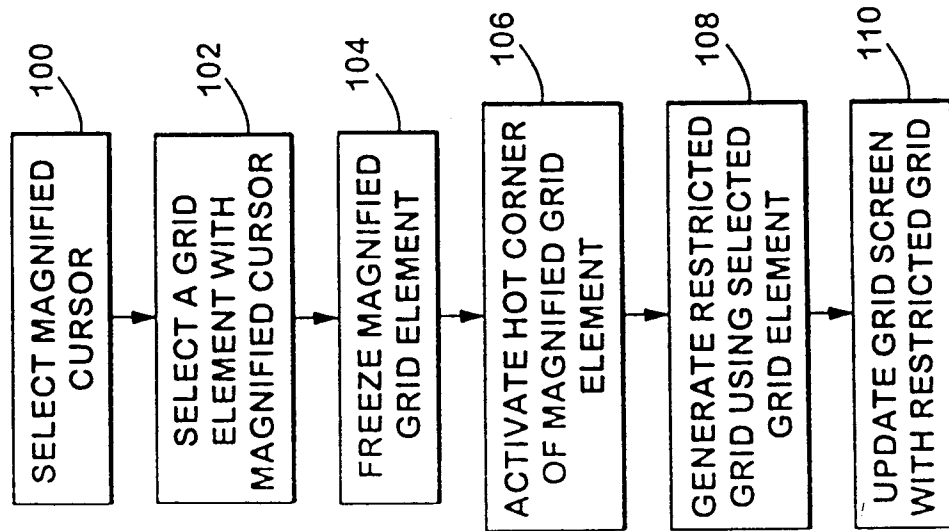 100
SELECT MAGNIFIED
CURSOR
102
SELECT A GRID
ELEMENT WITH
MAGNIFIED CURSOR
104
FREEZE MAGNIFIED
GRID ELEMENT
106
ACTIVATE HOT CORNER
OF MAGNIFIED GRID
ELEMENT
108
GENERATE RESTRICTED
GRID USING SELECTED
GRID ELEMENT
110
UPDATE GRID SCREEN
WITH RESTRICTED GRID